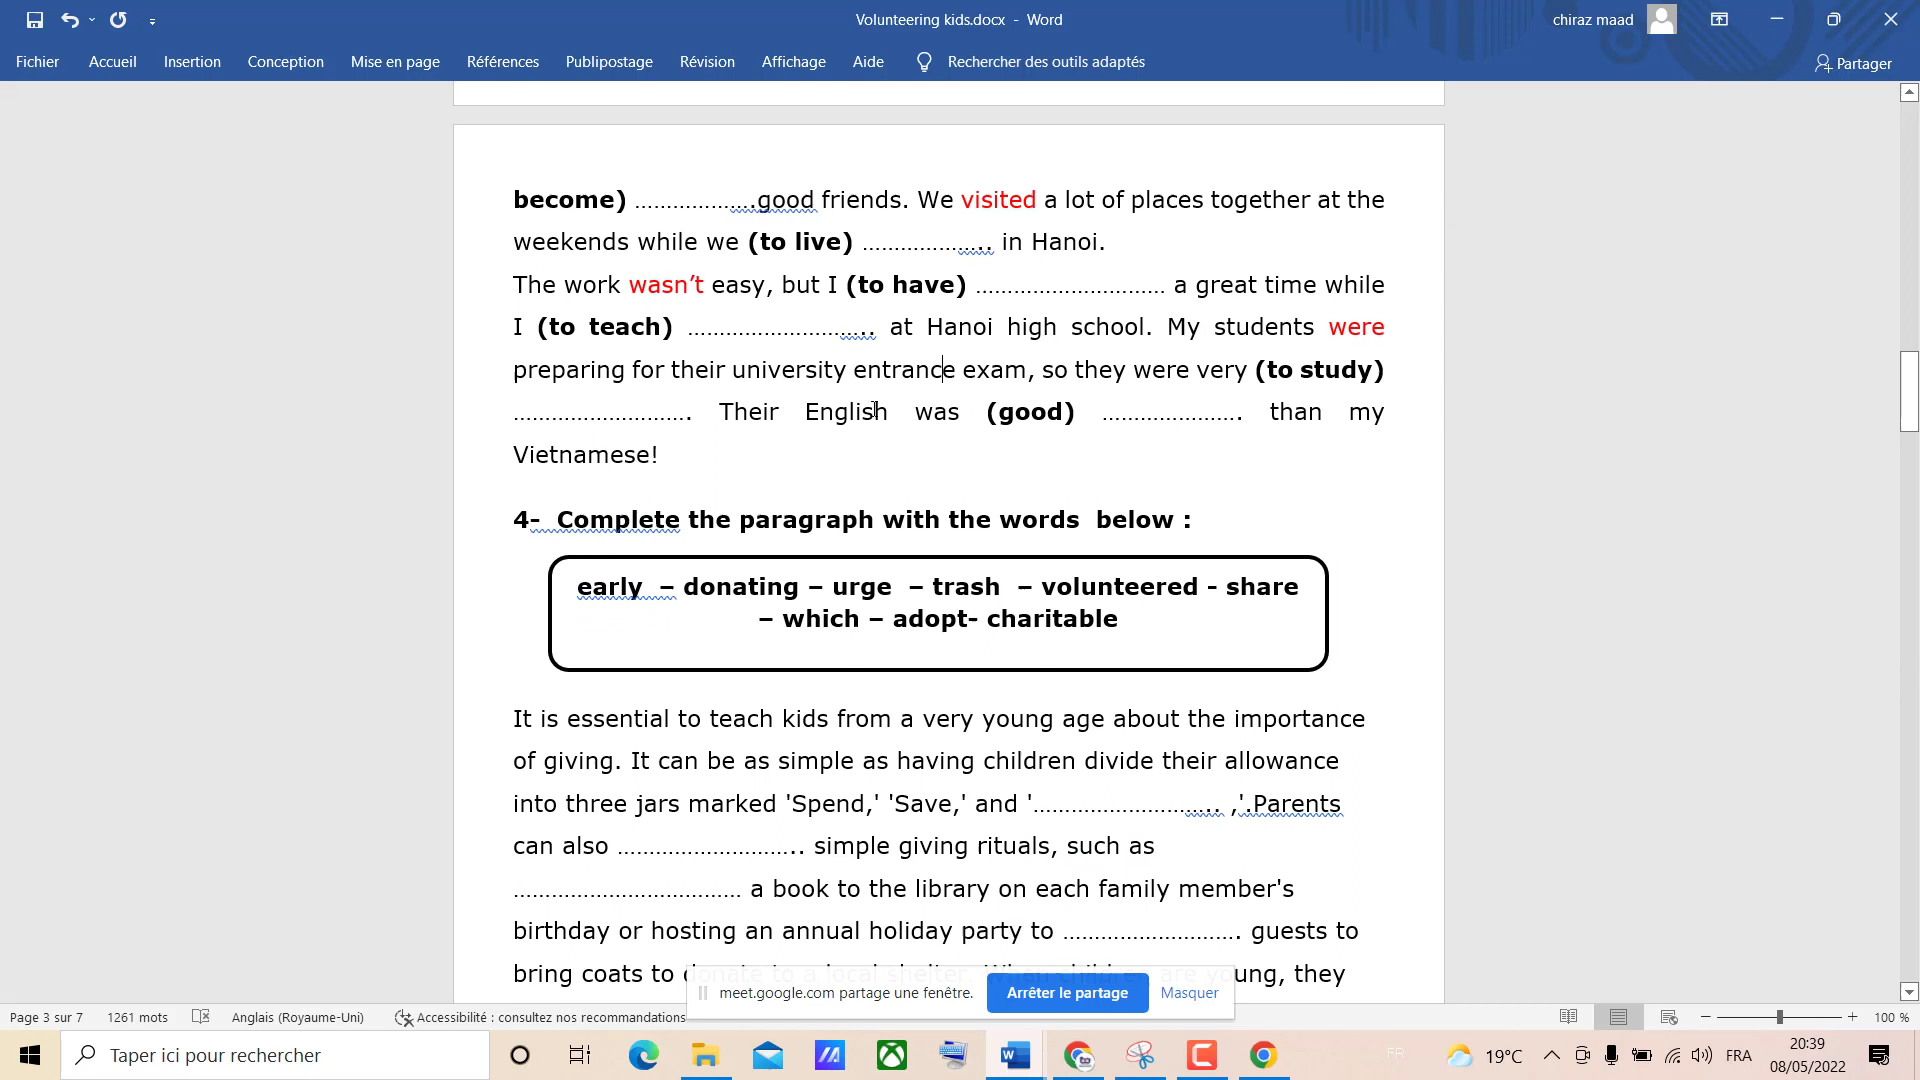 Volunteering kids.docx - Word
chiraz maad
Fichier Accueil Insertion Conception Mise en page Références Publipostage Révision Affichage Aide Rechercher des outils adaptés Partager
become) ……………….good friends. We visited a lot of places together at the
weekends while we (to live) ……………….. in Hanoi.
The work wasn’t easy, but I (to have) ………………………… a great time while
I (to teach) ……………………….. at Hanoi high school. My students were
preparing for their university entrance exam, so they were very (to study)
………………………. Their English was (good) …………………. than my
Vietnamese!
4- Complete the paragraph with the words below :
early – donating – urge – trash – volunteered - share
– which – adopt- charitable
It is essential to teach kids from a very young age about the importance
of giving. It can be as simple as having children divide their allowance
into three jars marked 'Spend,' 'Save,' and '……………………….. ,'.Parents
can also ……………………….. simple giving rituals, such as
……………………………… a book to the library on each family member's
birthday or hosting an annual holiday party to ………………………. guests to
bring coats to donate to a local shelter. When children are young, they
meet.google.com partage une fenêtre. Arrêter le partage Masquer
Page 3 sur 7 1261 mots Anglais (Royaume-Uni) Accessibilité : consultez nos recommandations 100 %
Taper ici pour rechercher
FR 19°C FRA
20:39
08/05/2022